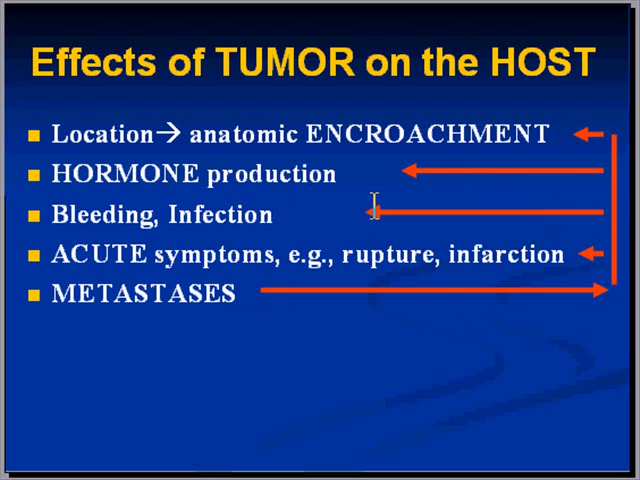 Effects of TUMOR on the HOST
Location→ anatomic ENCROACHMENT
HORMONE production
Bleeding, Infection
ACUTE symptoms, e.g., rupture, infarction
METASTASES